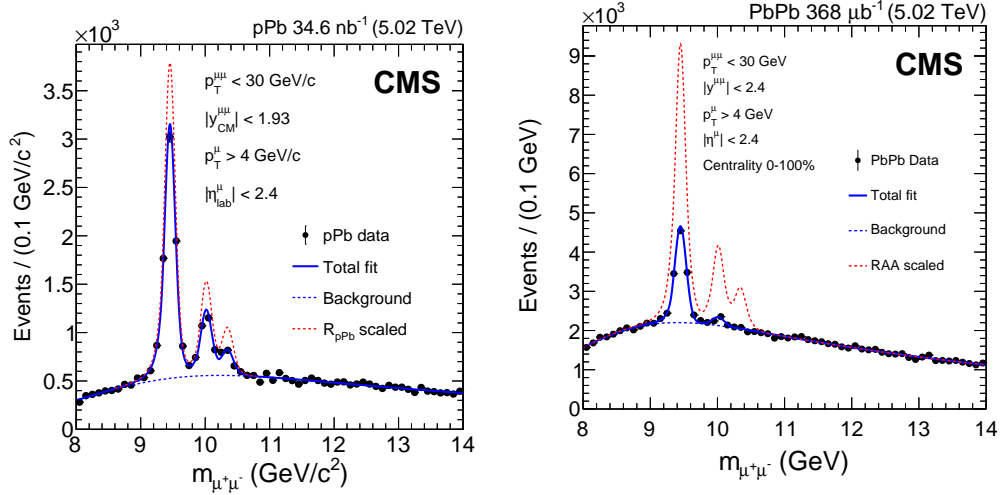 pPb 34.6 nb⁻¹ (5.02 TeV)
×10³
CMS
p_T^μμ < 30 GeV/c
|y_CM^μμ| < 1.93
p_T^μ > 4 GeV/c
|η_lab^μ| < 2.4
pPb data
Total fit
Background
R_pPb scaled
Events / (0.1 GeV/c²)
3.5
3
2.5
2
1.5
1
0.5
0
8 9 10 11 12 13 14
m_μ⁺μ⁻ (GeV/c²)
PbPb 368 μb⁻¹ (5.02 TeV)
×10³
CMS
p_T^μμ < 30 GeV
|y^μμ| < 2.4
p_T^μ > 4 GeV
|η^μ| < 2.4
Centrality 0-100%
PbPb Data
Total fit
Background
RAA scaled
Events / (0.1 GeV)
9
8
7
6
5
4
3
2
1
0
8 9 10 11 12 13 14
m_μ⁺μ⁻ (GeV)